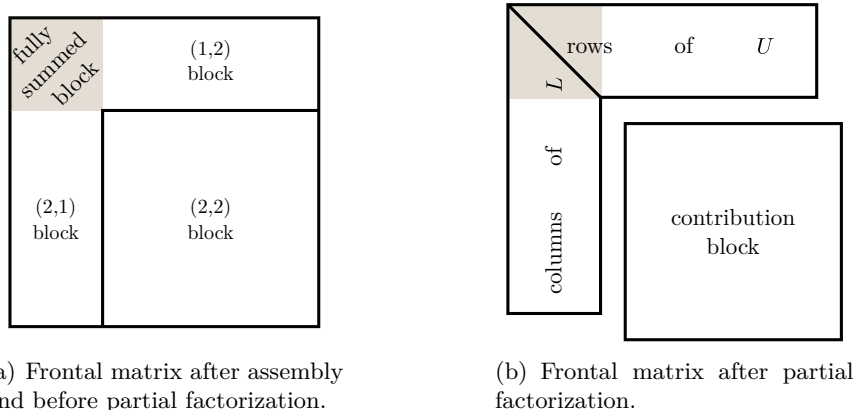 fully
summed
block
(1,2)
block
(2,1)
block
(2,2)
block
a) Frontal matrix after assembly
nd before partial factorization.
rows of U
columns of L
contribution
block
(b) Frontal matrix after partial
factorization.